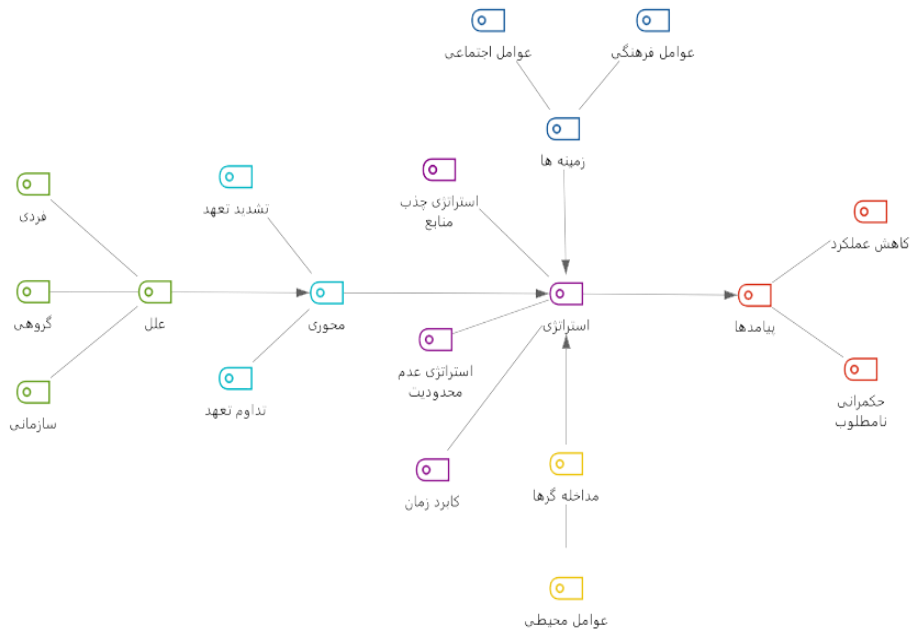 عوامل فرهنگی
عوامل اجتماعی
زمینه ها
استراتژی جذب
منابع
تشدید تعهد
فردی
کاهش عملکرد
پیامدها
استراتژی
محوری
علل
گروهی
استراتژی عدم
محدودیت
حکمرانی
نامطلوب
تداوم تعهد
سازمانی
مداخله گرها
کابرد زمان
عوامل محیطی